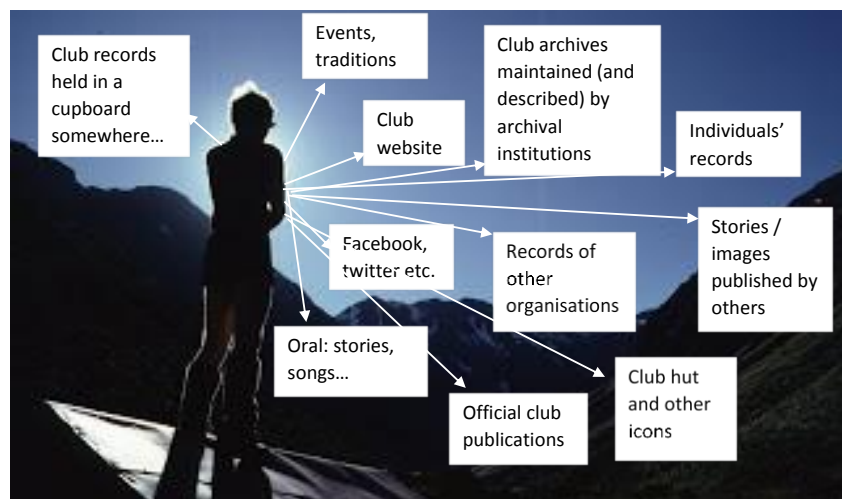 Club records
held in a
cupboard
somewhere…
Events,
traditions
Club
website
Club archives
maintained (and
described) by
archival
institutions
Individuals’
records
Facebook,
twitter etc.
Records of
other
organisations
Stories /
images
published by
others
Oral: stories,
songs…
Official club
publications
Club hut
and other
icons